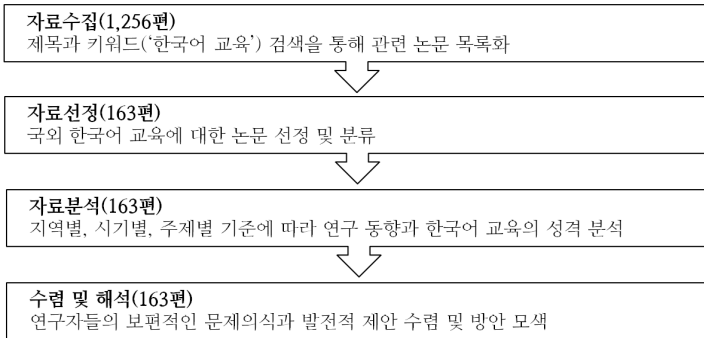 자료수집(1,256편)
제목과 키워드('한국어 교육') 검색을 통해 관련 논문 목록화
자료선정(163편)
국외 한국어 교육에 대한 논문 선정 및 분류
자료분석(163편)
지역별, 시기별, 주제별 기준에 따라 연구 동향과 한국어 교육의 성격 분석
수렴 및 해석(163편)
연구자들의 보편적인 문제의식과 발전적 제안 수렴 및 방안 모색